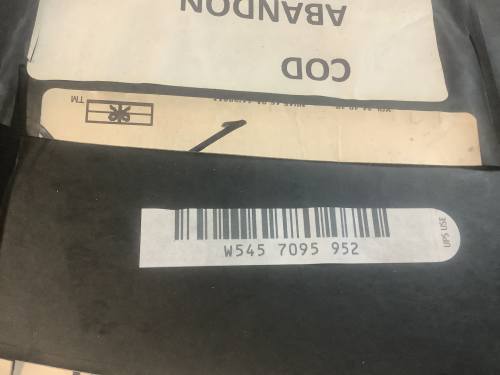 COD
ABANDON
TM
W545 7095 952
UPS USE